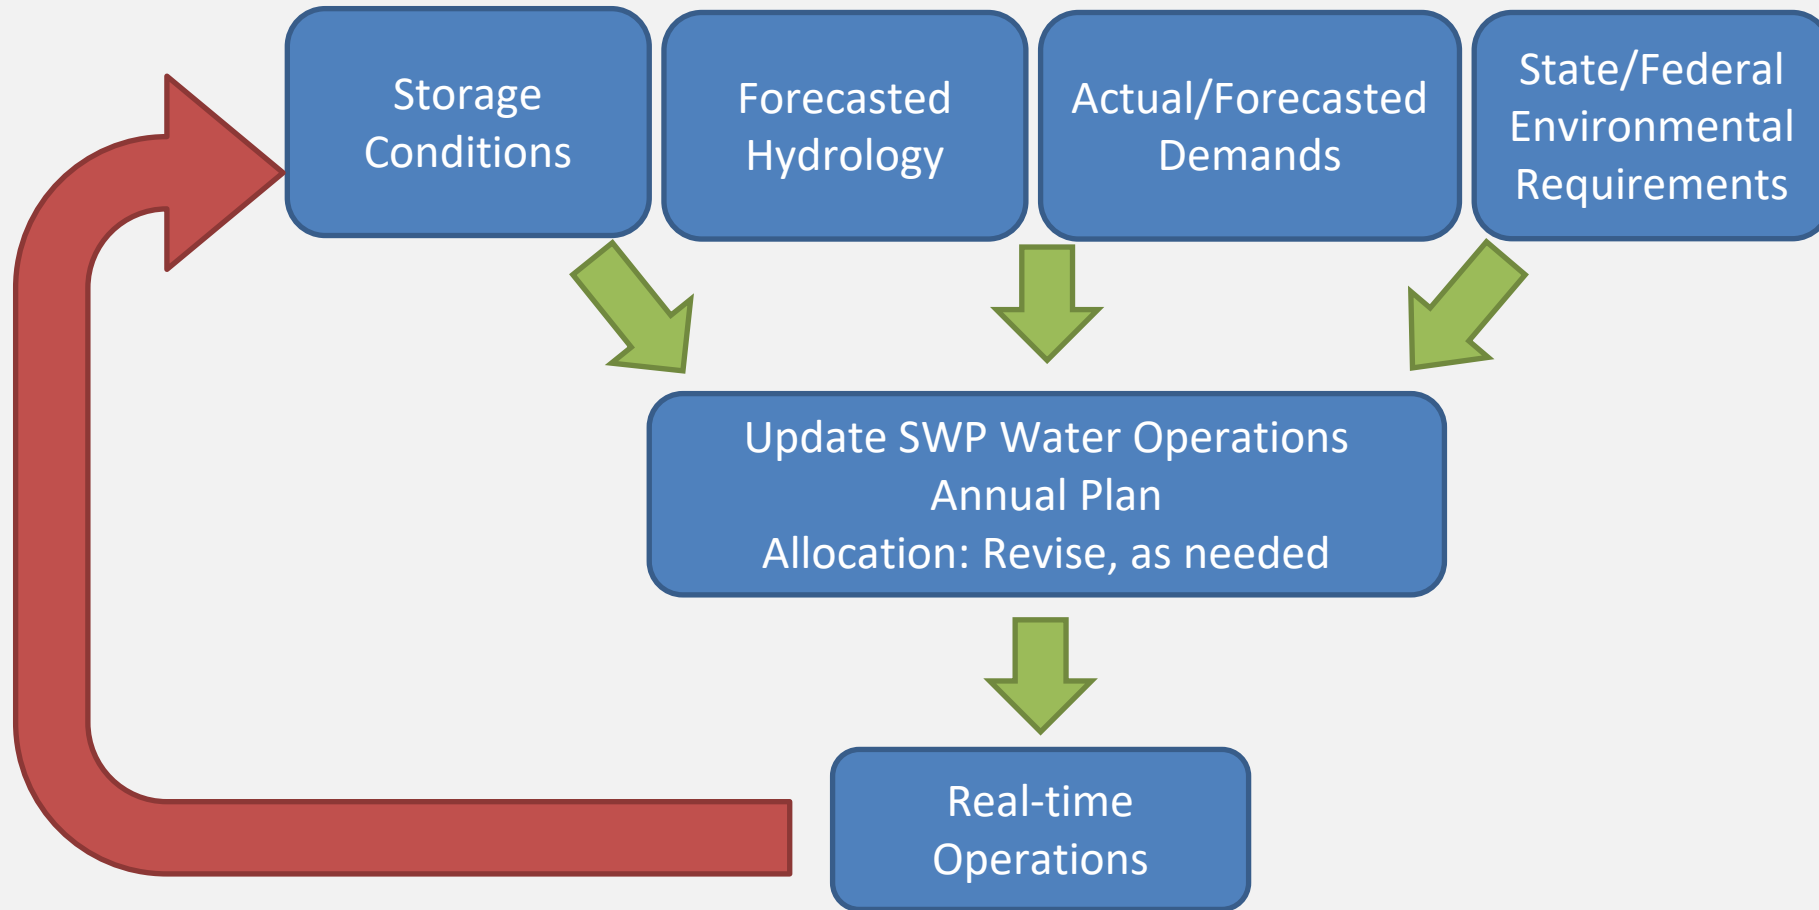 Storage
Conditions
Forecasted
Hydrology
Actual/Forecasted
Demands
State/Federal
Environmental
Requirements
Update SWP Water Operations
Annual Plan
Allocation: Revise, as needed
Real-time
Operations